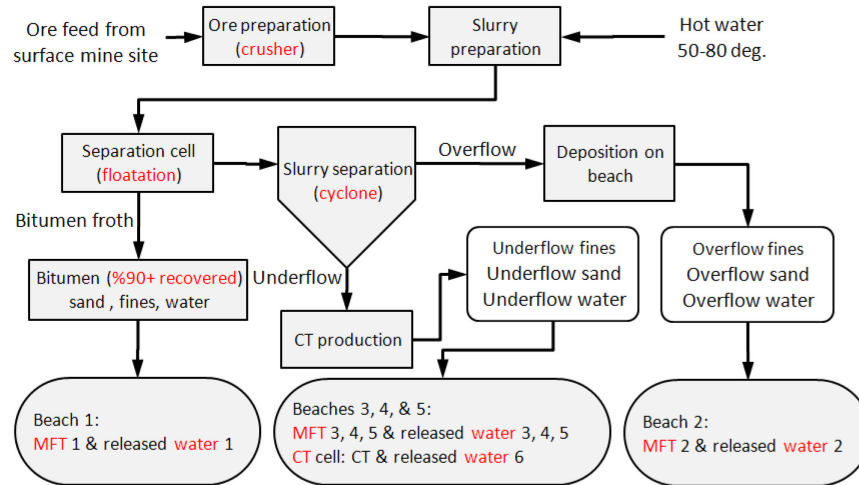 Ore feed from
surface mine site
Ore preparation
(crusher)
Slurry
preparation
Hot water
50-80 deg.
Separation cell
(floatation)
Slurry separation
(cyclone)
Overflow
Deposition on
beach
Bitumen froth
Bitumen (%90+ recovered)
sand , fines, water
Underflow
CT production
Underflow fines
Underflow sand
Underflow water
Overflow fines
Overflow sand
Overflow water
Beach 1:
MFT 1 & released water 1
Beaches 3, 4, & 5:
MFT 3, 4, 5 & released water 3, 4, 5
CT cell: CT & released water 6
Beach 2:
MFT 2 & released water 2